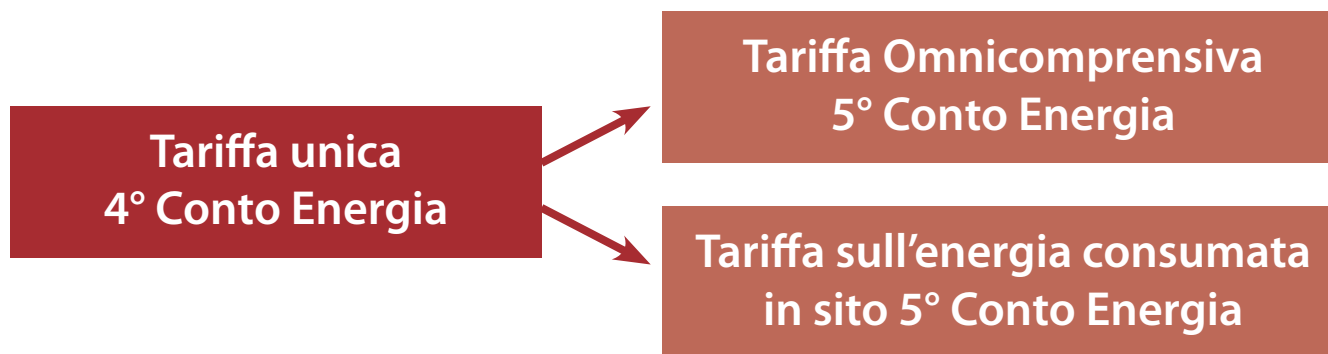 Tariffa unica
4° Conto Energia
Tariffa Omnicomprensiva
5° Conto Energia
Tariffa sull'energia consumata
in sito 5° Conto Energia